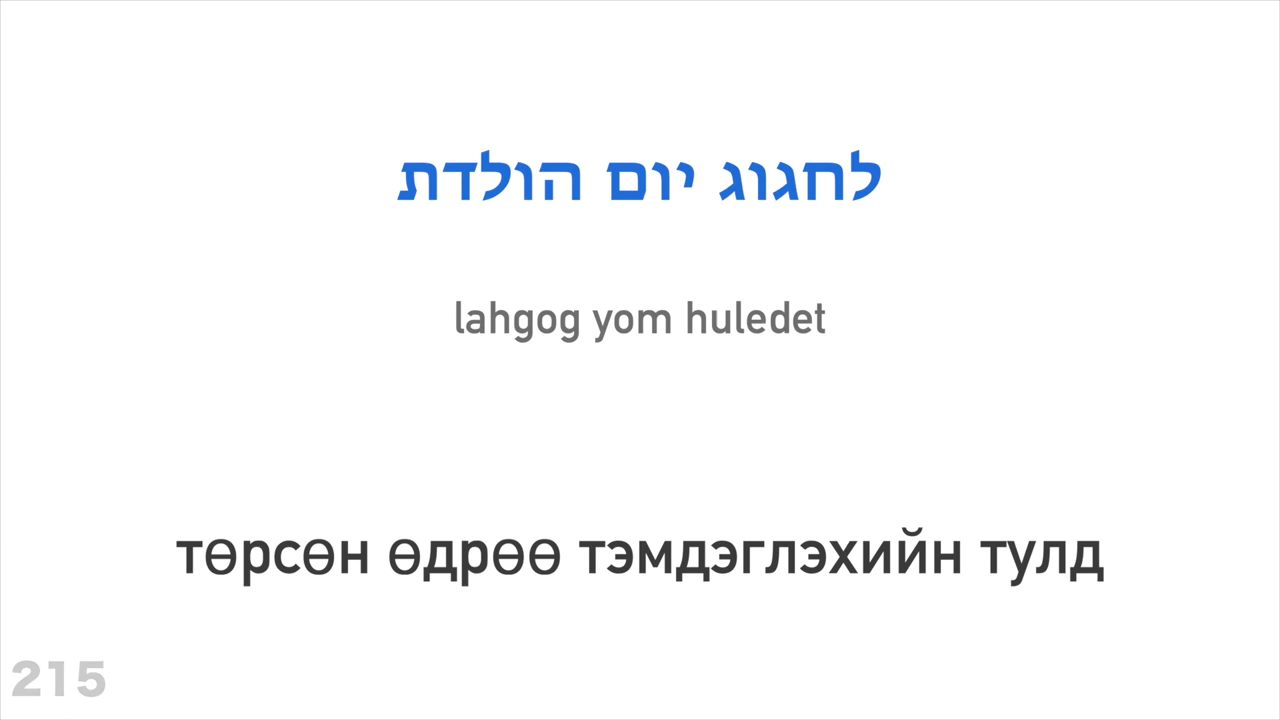 לחגוג יום הולדת
lahgog yom huledet
төрсөн өдрөө тэмдэглэхийн тулд
215